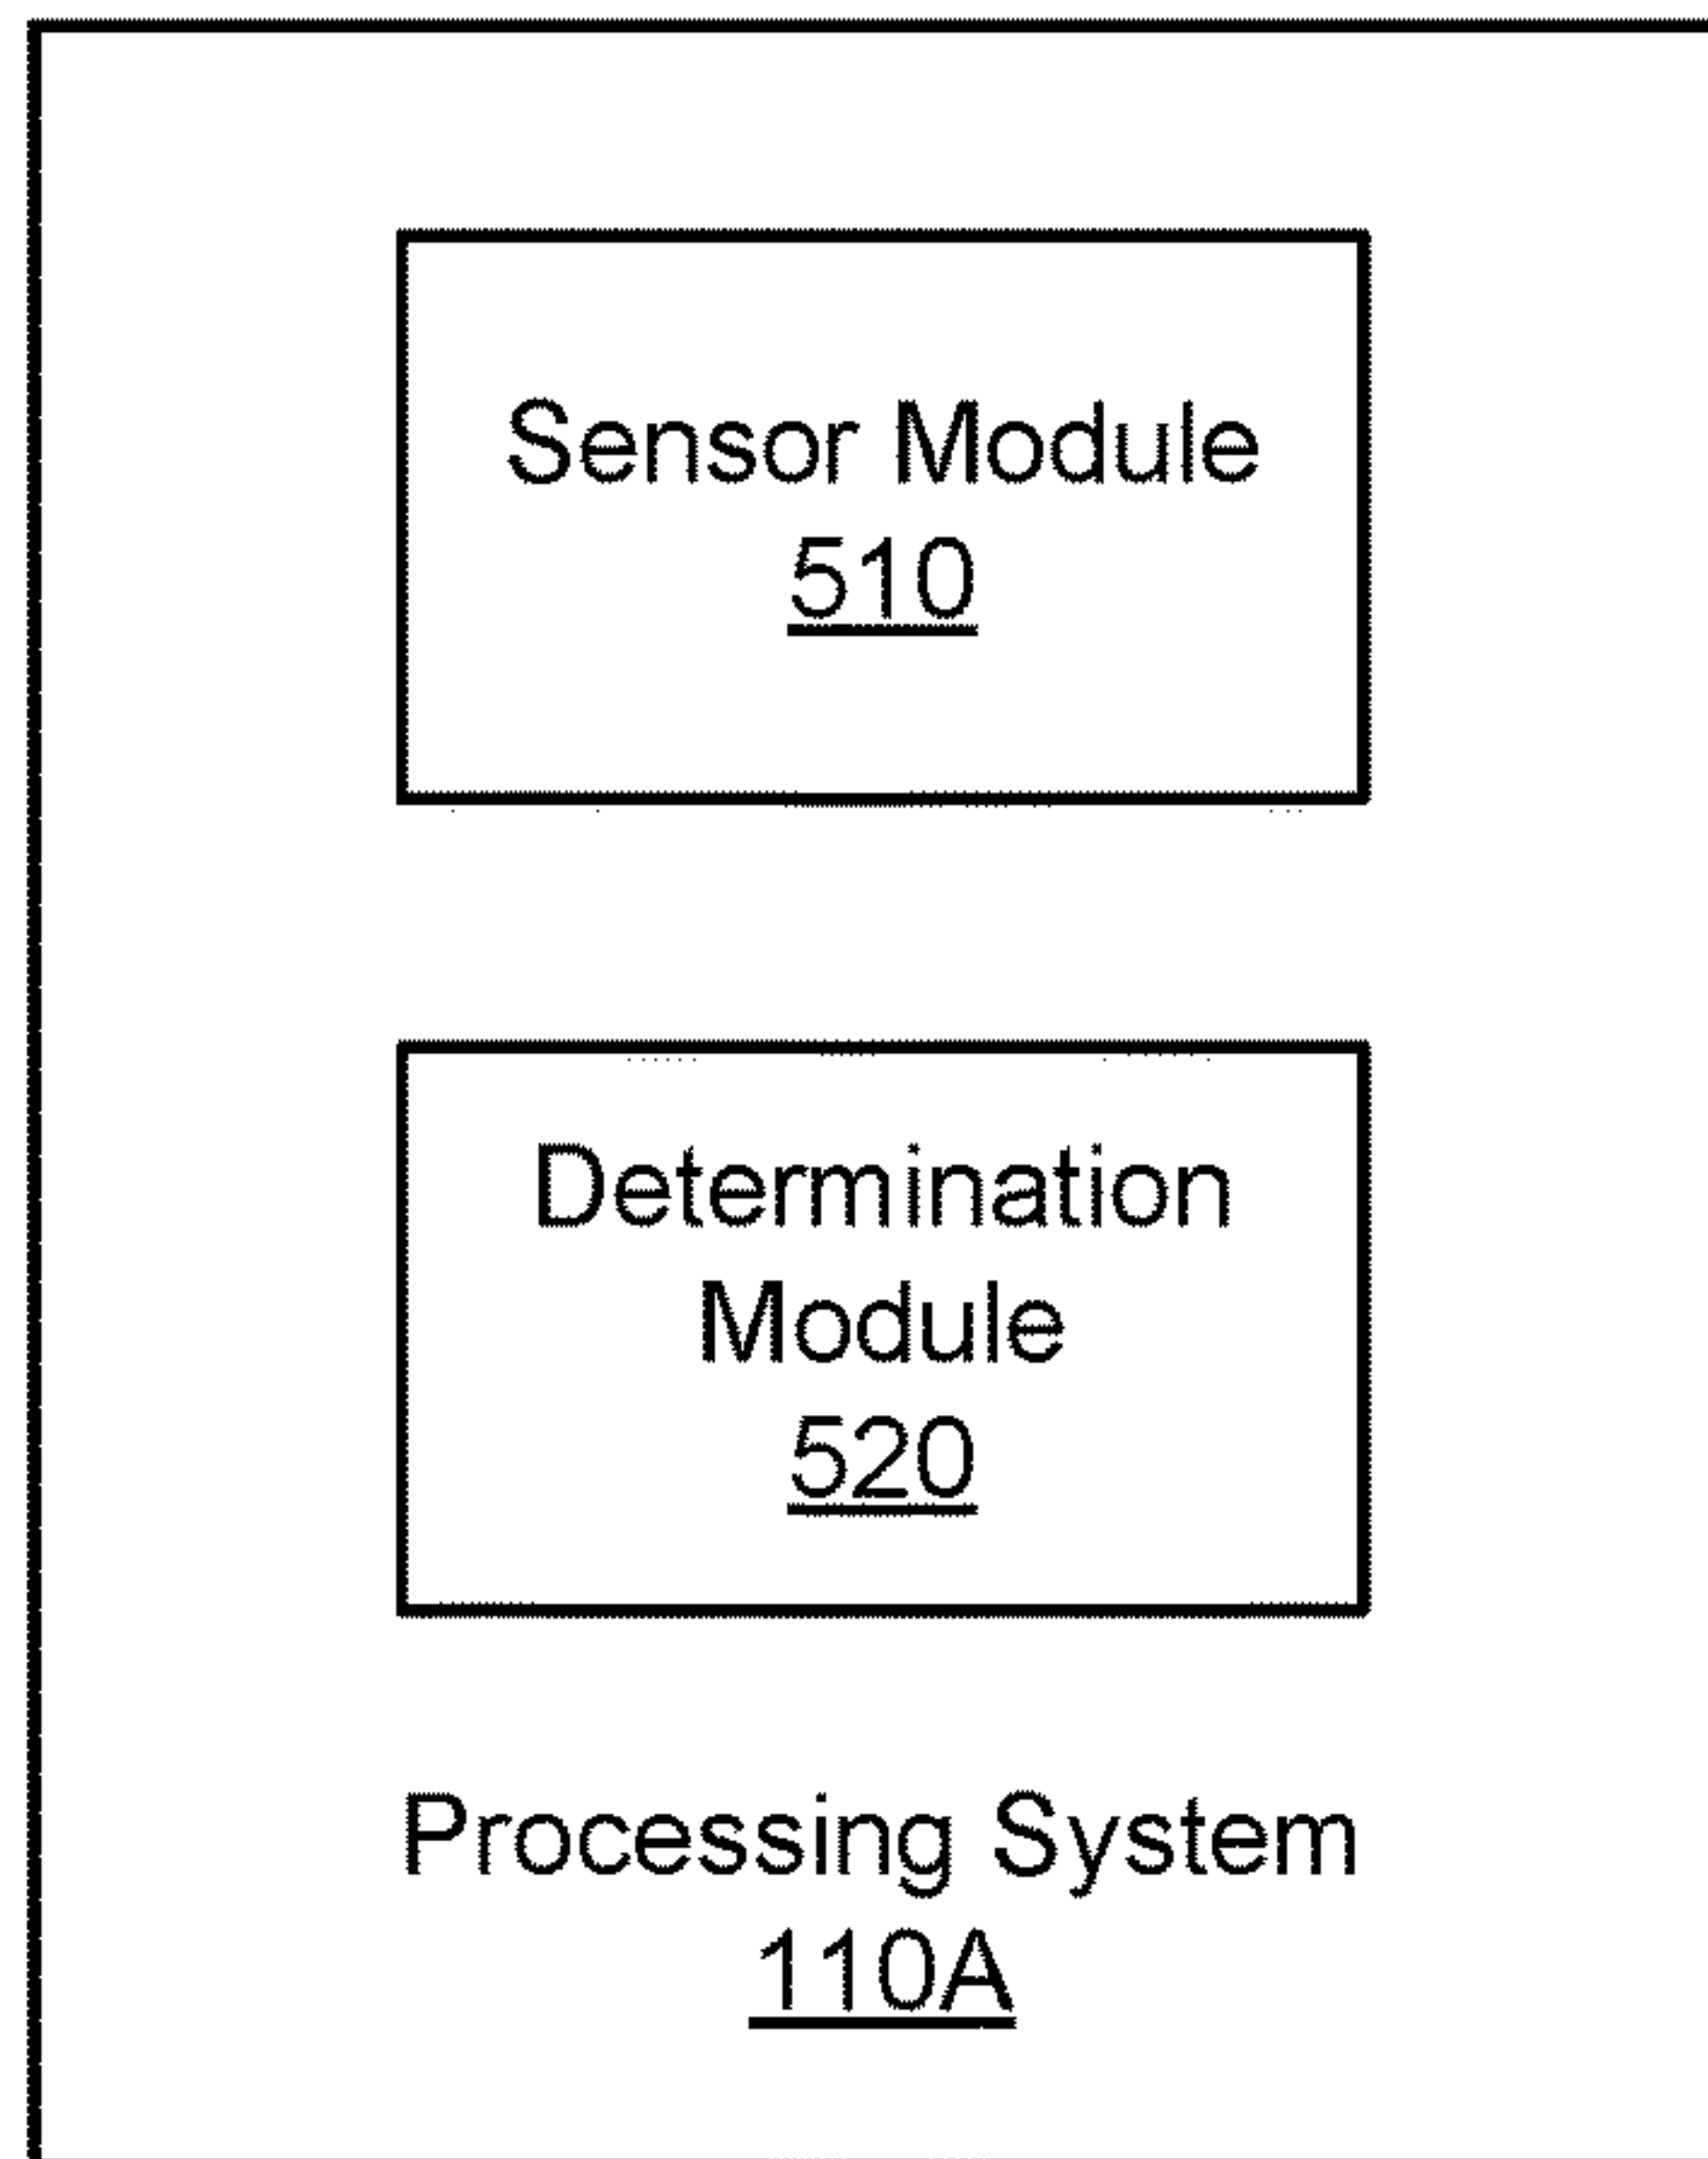 Sensor Module
510
Determination
Module
520
Processing System
110A